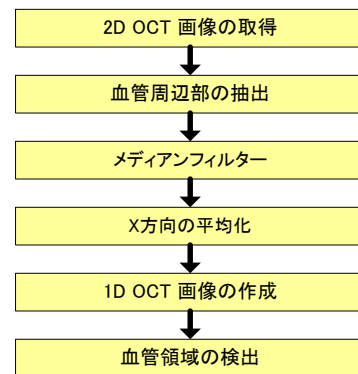 2D OCT 画像の取得
血管周辺部の抽出
メディアンフィルター
X方向の平均化
1D OCT 画像の作成
血管領域の検出